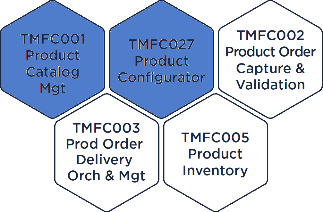 TMFC001
Product
Catalog
Mgt
TMFC027
Product
Configurator
TMFC002
Product Order
Capture &
Validation
TMFC003
Prod Order
Delivery
Orch & Mgt
TMFC005
Product
Inventory